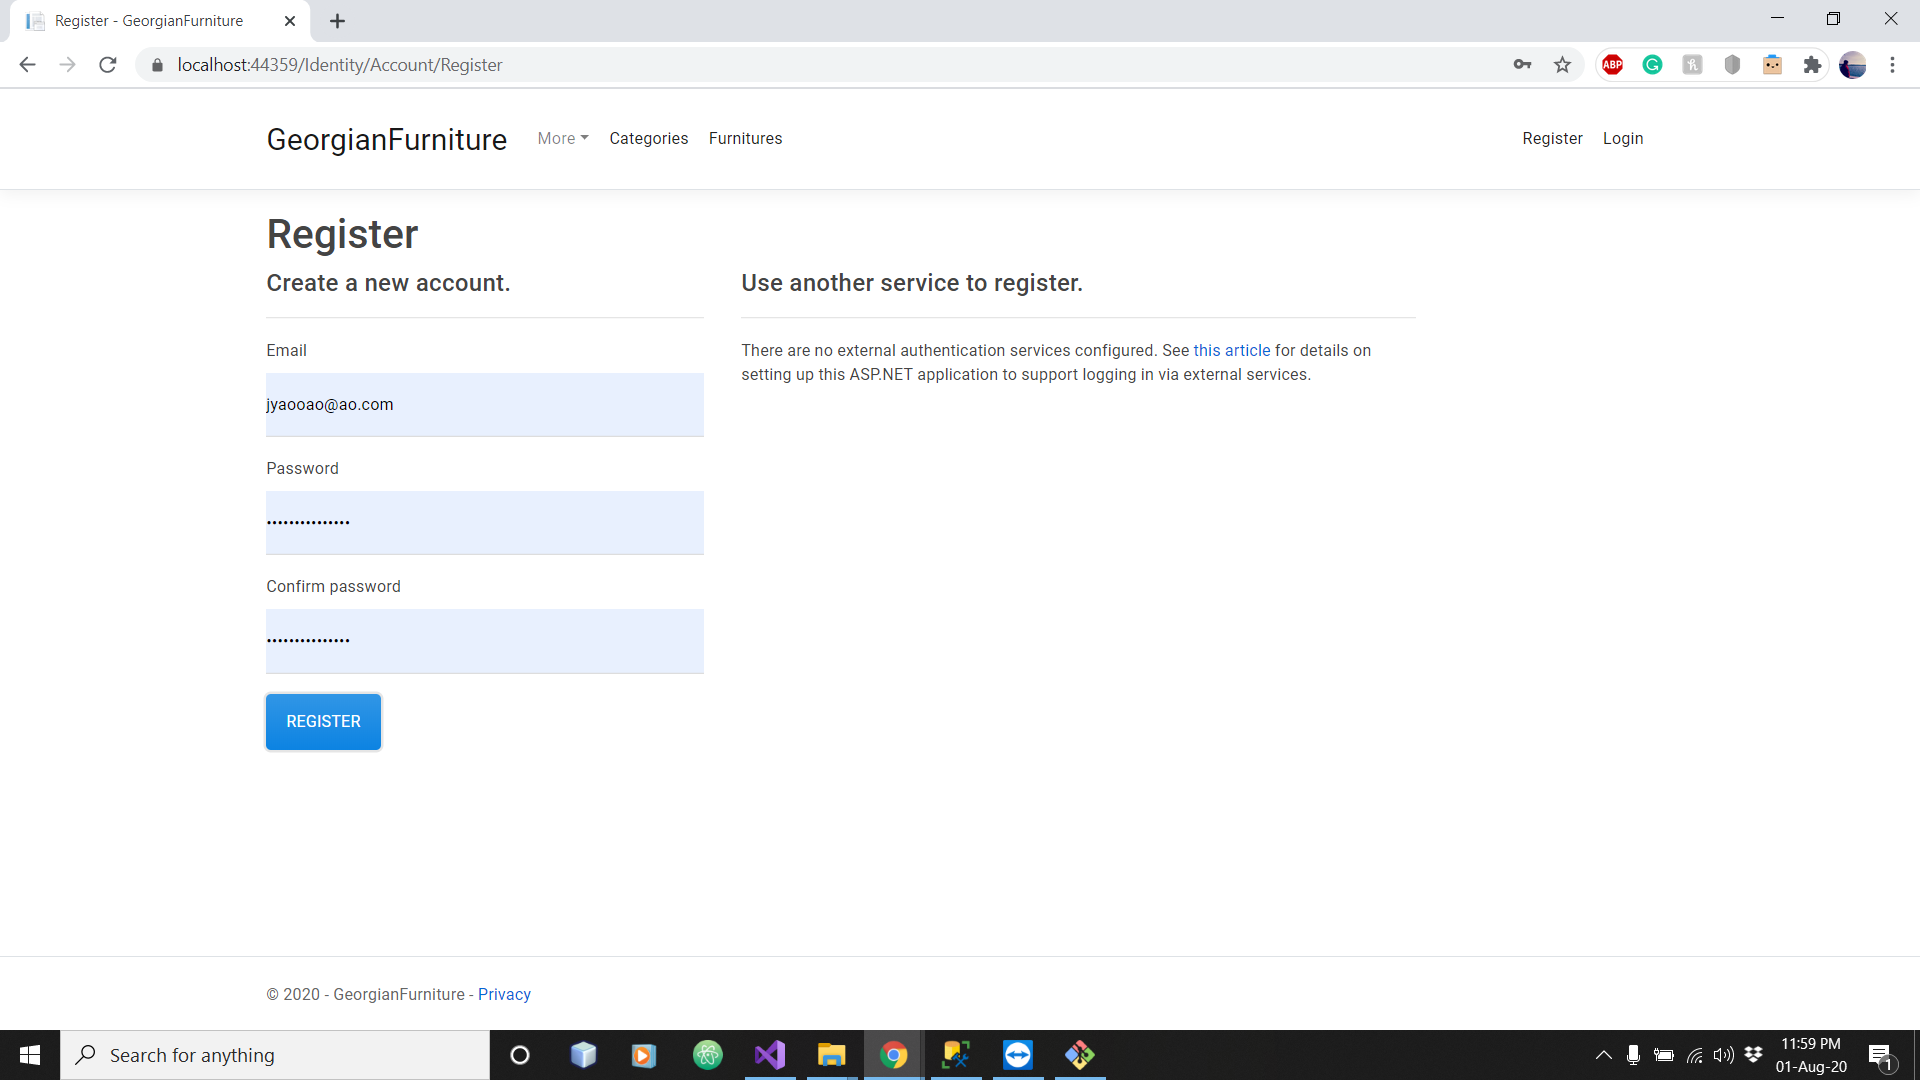 Register - GeorgianFurniture
localhost:44359/Identity/Account/Register
ABP
GeorgianFurniture More Categories Furnitures Register Login
Register
Create a new account.
Use another service to register.
Email
jyaooao@ao.com
Password
Confirm password
REGISTER
There are no external authentication services configured. See this article for details on
setting up this ASP.NET application to support logging in via external services.
© 2020 - GeorgianFurniture - Privacy
Search for anything
11:59 PM
01-Aug-20
1